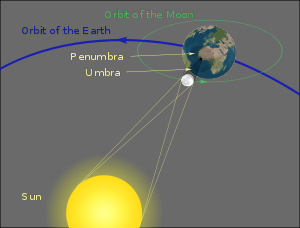 Orbit of the Moon
Orbit of the Earth
Penumbra
Umbra
Sun